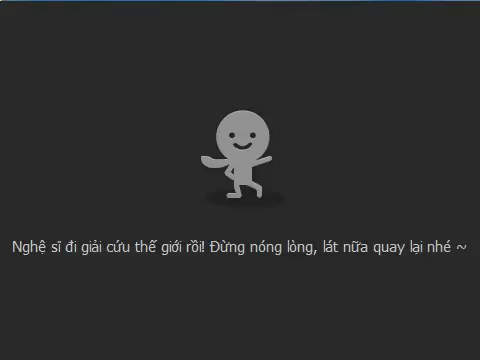 Nghệ sĩ đi giải cứu thế giới rồi! Đừng nóng lòng, lát nữa quay lại nhé ~